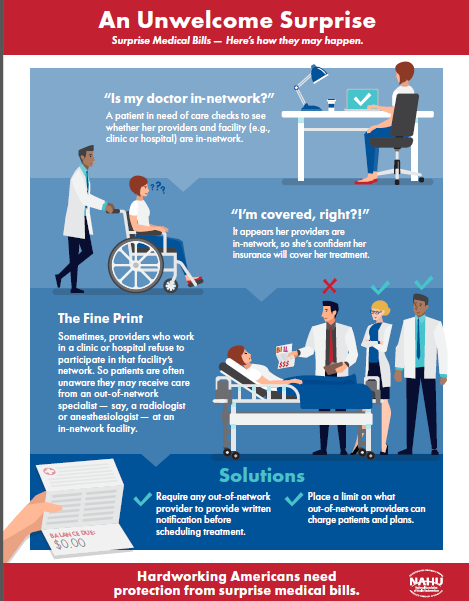 An Unwelcome Surprise
Surprise Medical Bills — Here's how they may happen.
“Is my doctor in-network?”
A patient in need of care checks to see
whether her providers and facility (e.g.,
clinic or hospital) are in-network.
???
“I'm covered, right?!”
It appears her providers are
in-network, so she's confident her
insurance will cover her treatment.
The Fine Print
Sometimes, providers who work
in a clinic or hospital refuse to
participate in that facility's
network. So patients are often
unaware they may receive care
from an out-of-network
specialist — say, a radiologist
or anesthesiologist — at an
in-network facility.
BILL
$$$
Solutions
Require any out-of-network
provider to provide written
notification before
scheduling treatment.
Place a limit on what
out-of-network providers can
charge patients and plans.
BALANCE DUE:
$0.00
Hardworking Americans need
protection from surprise medical bills.
NAHU